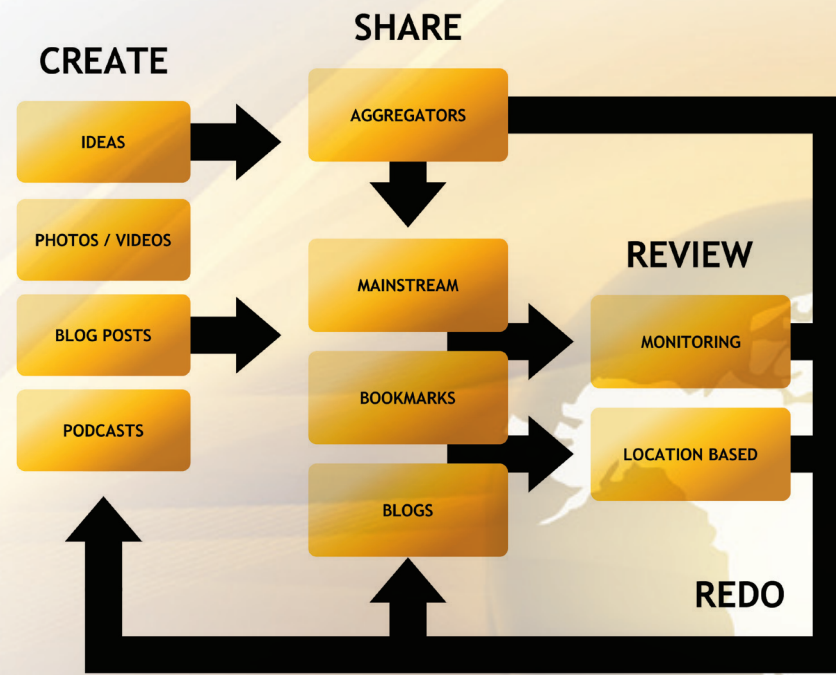 CREATE
IDEAS
PHOTOS / VIDEOS
BLOG POSTS
PODCASTS
SHARE
AGGREGATORS
MAINSTREAM
BOOKMARKS
BLOGS
REVIEW
MONITORING
LOCATION BASED
REDO